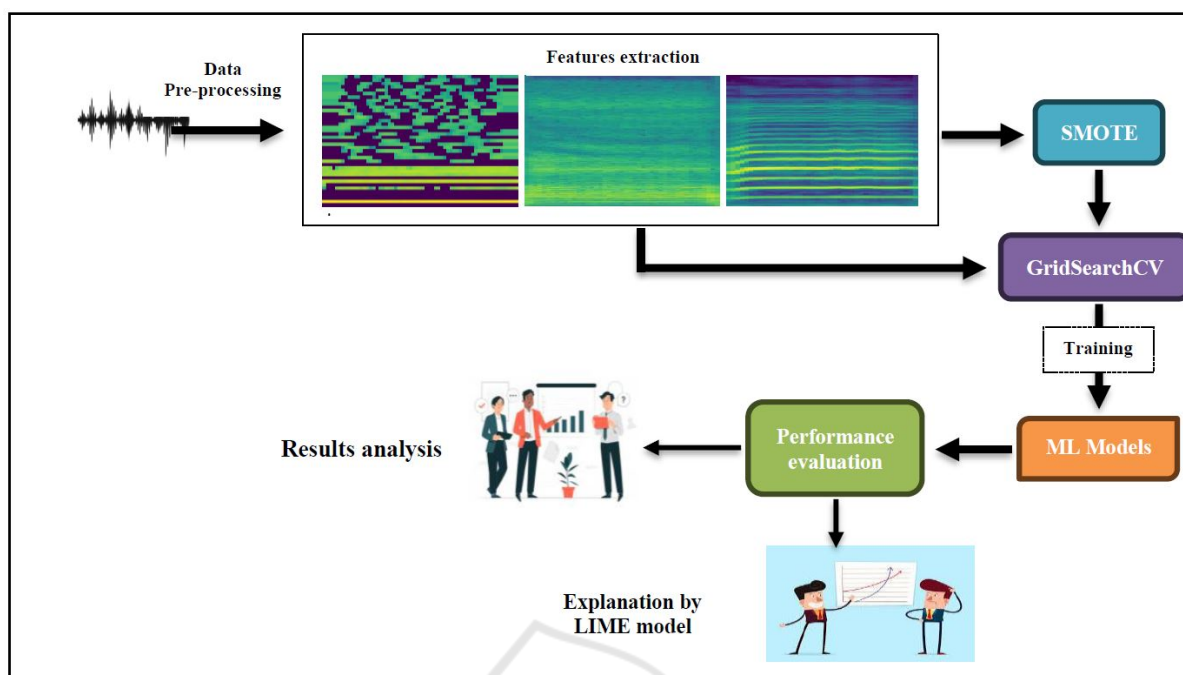 Data
Pre-processing
Features extraction
SMOTE
GridSearchCV
Training
ML Models
Performance
evaluation
Results analysis
Explanation by
LIME model